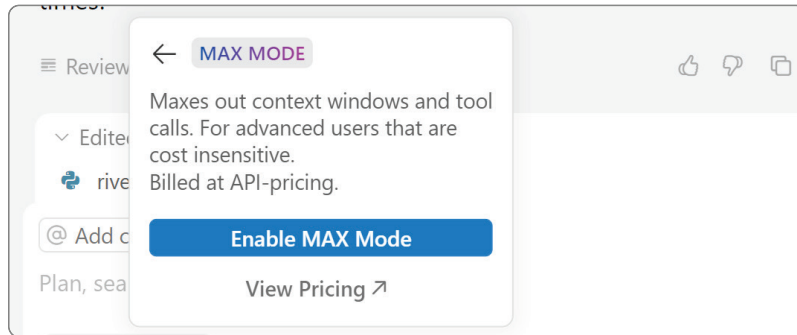 times.
Review
MAX MODE
Maxes out context windows and tool
calls. For advanced users that are
cost insensitive.
Billed at API-pricing.
Enable MAX Mode
View Pricing ↗
Edited
rive
@ Add c
Plan, sea